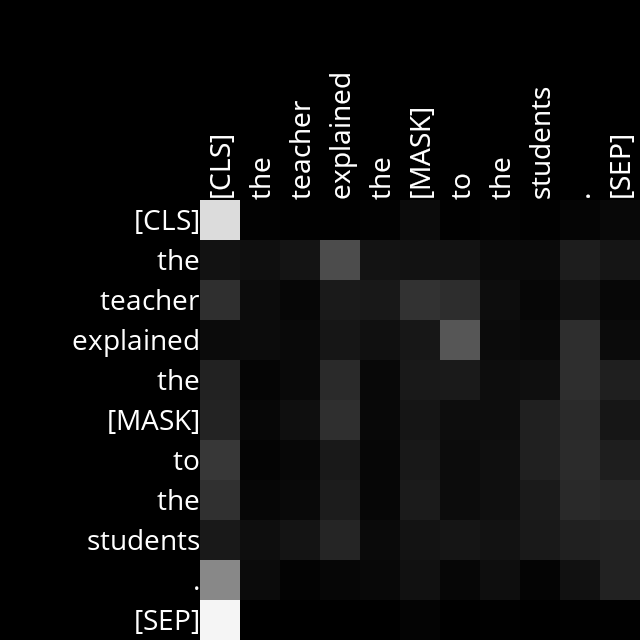 [CLS] the teacher explained the [MASK] to the students . [SEP]
[CLS]
the
teacher
explained
the
[MASK]
to
the
students
.
[SEP]